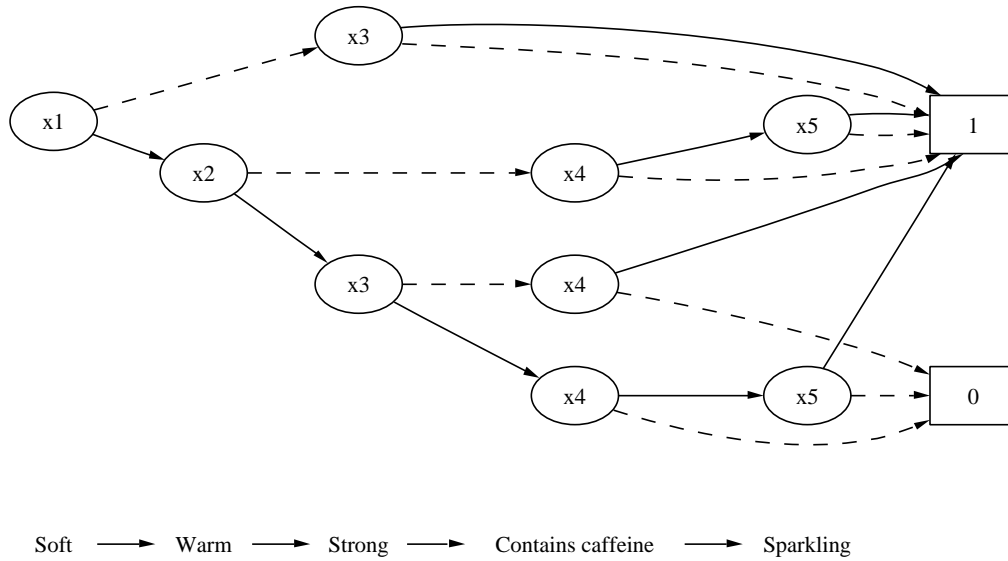 x3
x1
x5
1
x2
x4
x3
x4
x4
x5
0
Soft Warm Strong Contains caffeine Sparkling